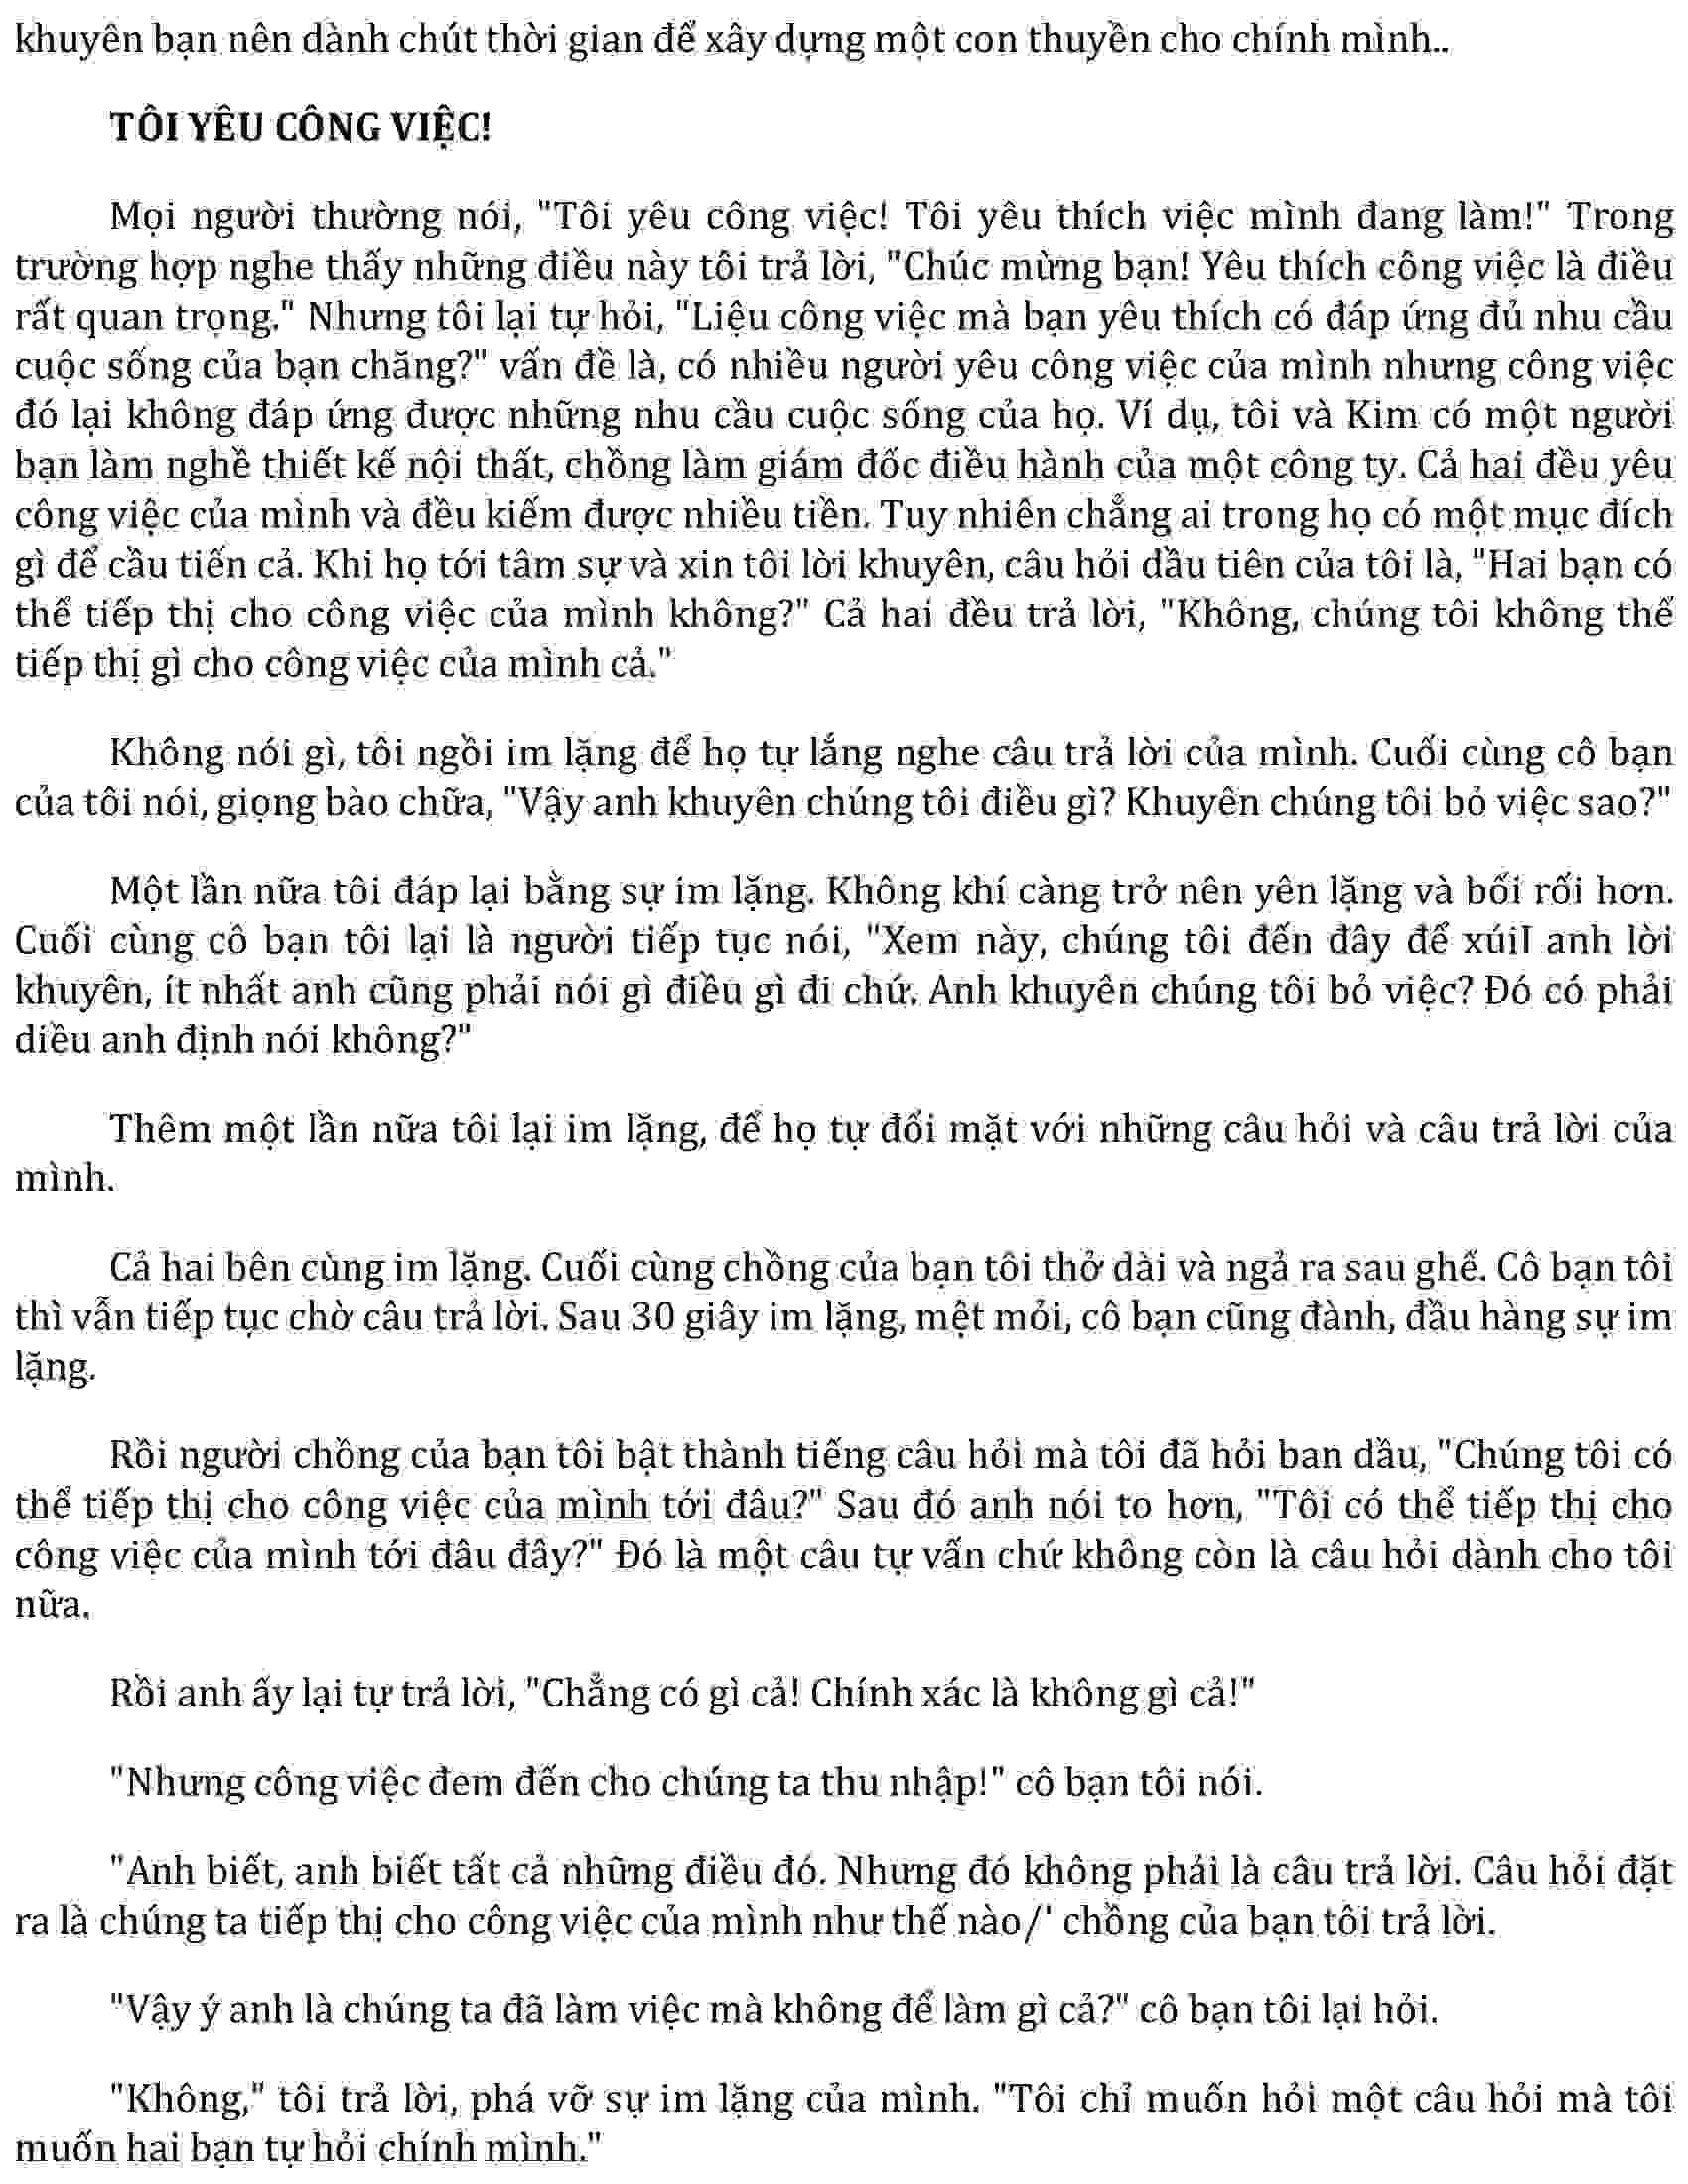 khuyên bạn nên dành chút thời gian để xây dựng một con thuyền cho chính mình..
TÔI YÊU CÔNG VIỆC!
Mọi người thường nói, "Tôi yêu công việc! Tôi yêu thích việc mình đang làm!" Trong
trường hợp nghe thấy những điều này tôi trả lời, "Chúc mừng bạn! Yêu thích công việc là điều
rất quan trọng." Nhưng tôi lại tự hỏi, "Liệu công việc mà bạn yêu thích có đáp ứng đủ nhu cầu
cuộc sống của bạn chăng?" vấn đề là, có nhiều người yêu công việc của mình nhưng công việc
đó lại không đáp ứng được những nhu cầu cuộc sống của họ. Ví dụ, tôi và Kim có một người
bạn làm nghề thiết kế nội thất, chồng làm giám đốc điều hành của một công ty. Cả hai đều yêu
công việc của mình và đều kiếm được nhiều tiền. Tuy nhiên chẳng ai trong họ có một mục đích
gì để cầu tiến cả. Khi họ tới tâm sự và xin tôi lời khuyên, câu hỏi dầu tiên của tôi là, "Hai bạn có
thể tiếp thị cho công việc của mình không?" Cả hai đều trả lời, "Không, chúng tôi không thể
tiếp thị gì cho công việc của mình cả."
Không nói gì, tôi ngồi im lặng để họ tự lắng nghe câu trả lời của mình. Cuối cùng cô bạn
của tôi nói, giọng bào chữa, "Vậy anh khuyên chúng tôi điều gì? Khuyên chúng tôi bỏ việc sao?"
Một lần nữa tôi đáp lại bằng sự im lặng. Không khí càng trở nên yên lặng và bối rối hơn.
Cuối cùng cô bạn tôi lại là người tiếp tục nói, "Xem này, chúng tôi đến đây để xúiI anh lời
khuyên, ít nhất anh cũng phải nói gì điều gì đi chứ. Anh khuyên chúng tôi bỏ việc? Đó có phải
diều anh định nói không?"
Thêm một lần nữa tôi lại im lặng, để họ tự đối mặt với những câu hỏi và câu trả lời của
mình.
Cả hai bên cùng im lặng. Cuối cùng chồng của bạn tôi thở dài và ngả ra sau ghế. Cô bạn tôi
thì vẫn tiếp tục chờ câu trả lời. Sau 30 giây im lặng, mệt mỏi, cô bạn cũng đành, đầu hàng sự im
lặng.
Rồi người chồng của bạn tôi bật thành tiếng câu hỏi mà tôi đã hỏi ban dầu, "Chúng tôi có
thể tiếp thị cho công việc của mình tới đâu?" Sau đó anh nói to hơn, "Tôi có thể tiếp thị cho
công việc của mình tới đâu đây?" Đó là một câu tự vấn chứ không còn là câu hỏi dành cho tôi
nữa.
Rồi anh ấy lại tự trả lời, "Chẳng có gì cả! Chính xác là không gì cả!"
"Nhưng công việc đem đến cho chúng ta thu nhập!" cô bạn tôi nói.
"Anh biết, anh biết tất cả những điều đó. Nhưng đó không phải là câu trả lời. Câu hỏi đặt
ra là chúng ta tiếp thị cho công việc của mình như thế nào/' chồng của bạn tôi trả lời.
"Vậy ý anh là chúng ta đã làm việc mà không để làm gì cả?" cô bạn tôi lại hỏi.
"Không," tôi trả lời, phá vỡ sự im lặng của mình. "Tôi chỉ muốn hỏi một câu hỏi mà tôi
muốn hai bạn tự hỏi chính mình."